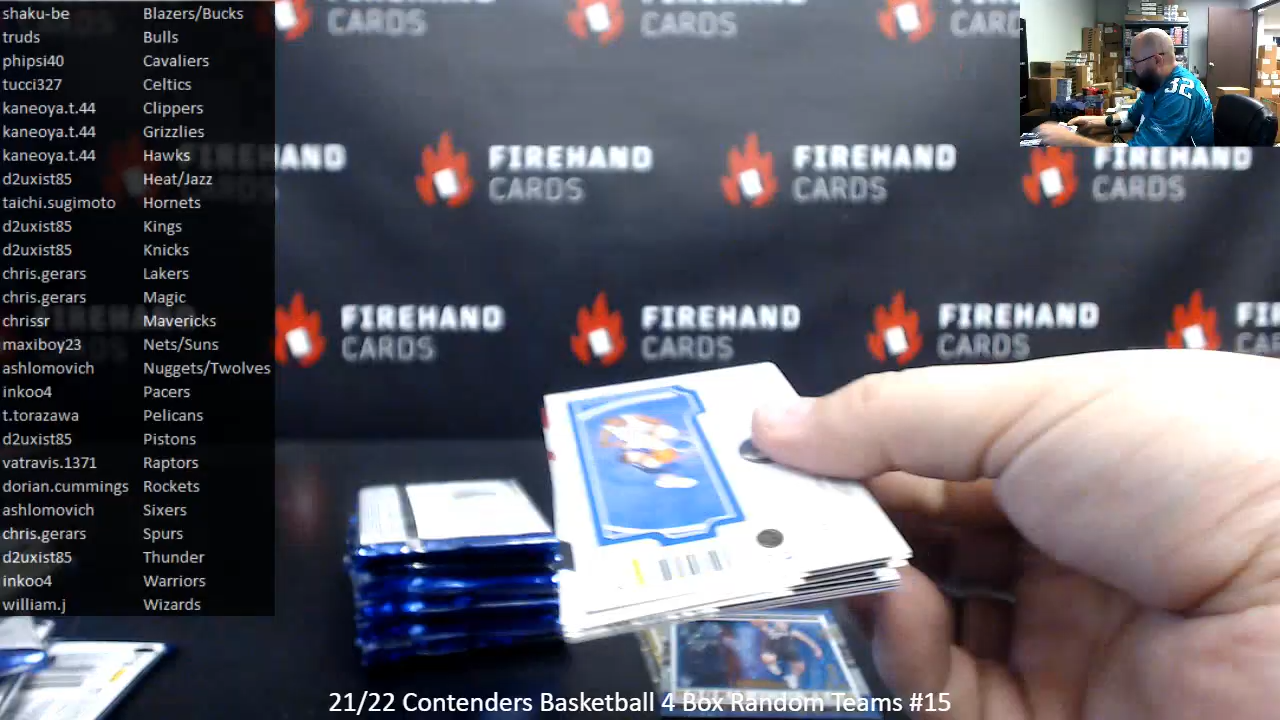 shaku-be Blazers/Bucks
truds Bulls
phipsi40 Cavaliers
tucci327 Celtics
kaneoya.t.44 Clippers
kaneoya.t.44 Grizzlies
kaneoya.t.44 Hawks
d2uxist85 Heat/Jazz
taichi.sugimoto Hornets
d2uxist85 Kings
d2uxist85 Knicks
chris.gerars Lakers
chris.gerars Magic
chrissr Mavericks
maxiboy23 Nets/Suns
ashlomovich Nuggets/Twolves
inkoo4 Pacers
t.torazawa Pelicans
d2uxist85 Pistons
vatravis.1371 Raptors
dorian.cummings Rockets
ashlomovich Sixers
chris.gerars Spurs
d2uxist85 Thunder
inkoo4 Warriors
william.j Wizards
CARDS
CARDS
CARDS
32
FIREHAND
CARDS
FIREHAND
CARDS
FIREHAND
CARDS
FIREHAND
CARDS
FIREHAND
CARDS
FIREHAND
CARDS
21/22 Contenders Basketball 4 Box Random Teams #15